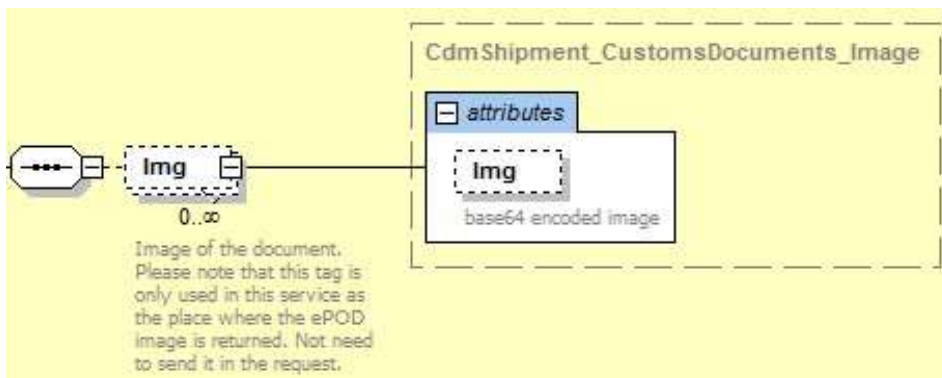 CdmShipment_CustomsDocuments_Image
attributes
Img
Img
base64 encoded image
0..∞
Image of the document.
Please note that this tag is
only used in this service as
the place where the ePOD
image is returned. Not need
to send it in the request.